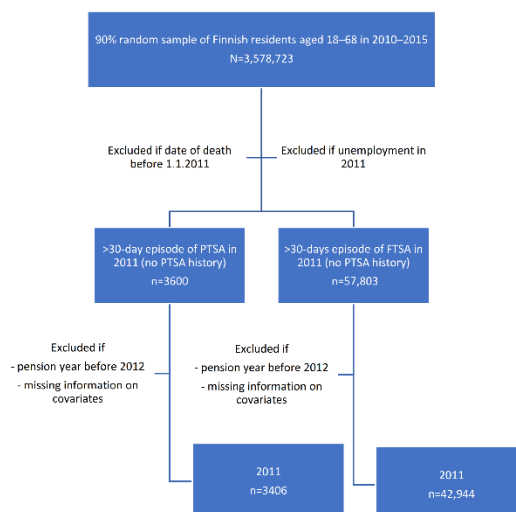 90% random sample of Finnish residents aged 18–68 in 2010–2015
N=3,578,723
Excluded if date of death
before 1.1.2011
Excluded if unemployment in
2011
>30-day episode of PTSA in
2011 (no PTSA history)
n=3600
>30-days episode of FTSA in
2011 (no PTSA history)
n=57,803
Excluded if
- pension year before 2012
- missing information on
covariates
Excluded if
- pension year before 2012
- missing information on
covariates
2011
n=3406
2011
n=42,944